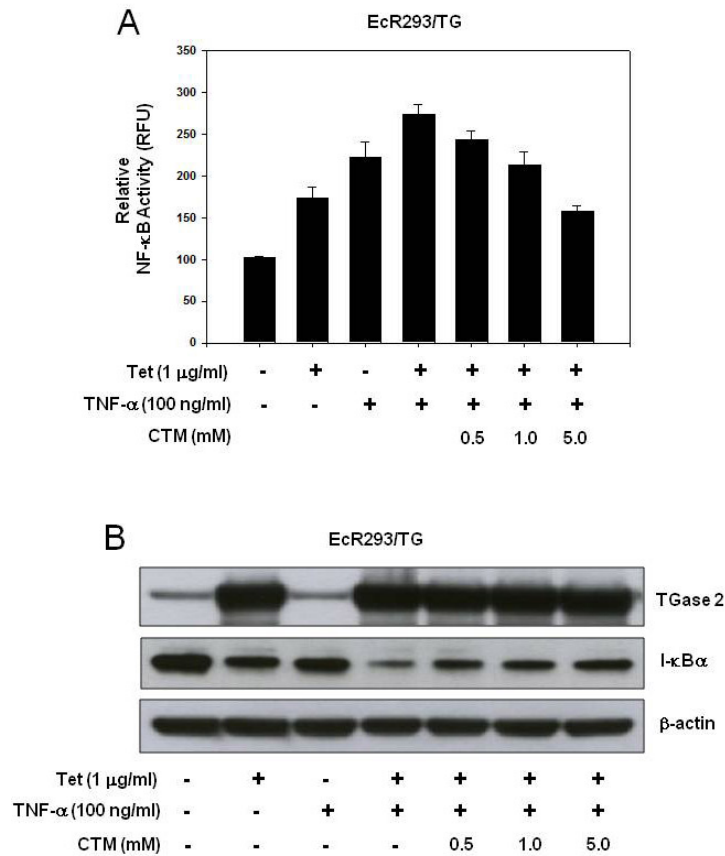 A
EcR293/TG
Relative
NF-κB Activity (RFU)
350
300
250
200
150
100
50
0
Tet (1 μg/ml) - + - + + + +
TNF-α (100 ng/ml) - - + + + + +
CTM (mM) 0.5 1.0 5.0
B
EcR293/TG
TGase 2
I-κBα
β-actin
Tet (1 μg/ml) - + - + + + +
TNF-α (100 ng/ml) - - + + + + +
CTM (mM) - - - - 0.5 1.0 5.0